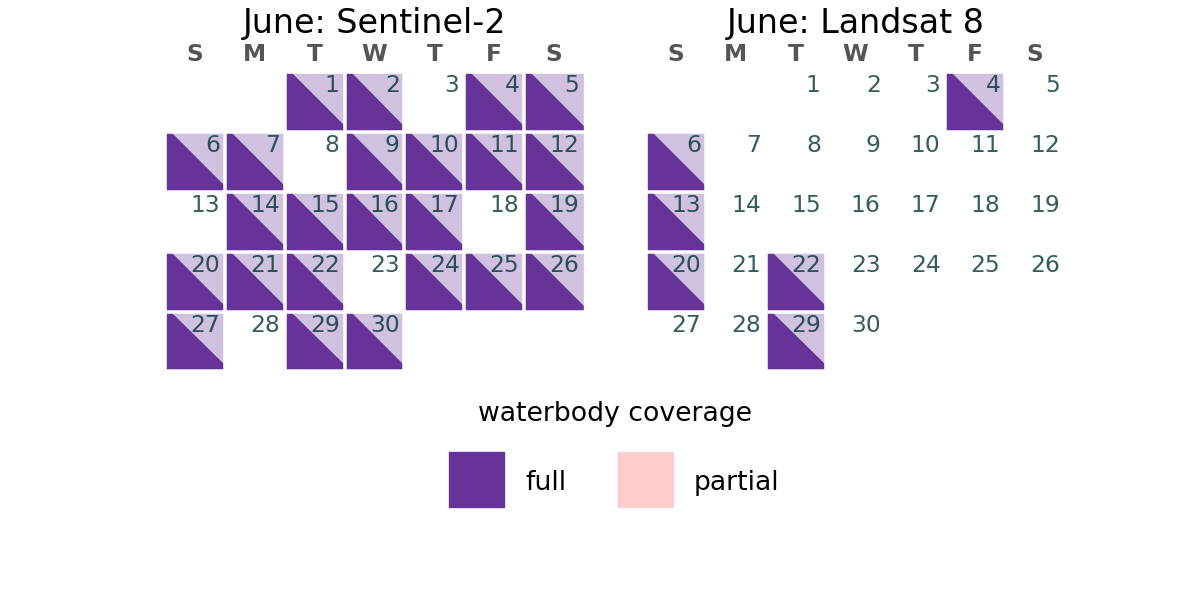 June: Sentinel-2
S M T W T F S
1 2 3 4 5
6 7 8 9 10 11 12
13 14 15 16 17 18 19
20 21 22 23 24 25 26
27 28 29 30
June: Landsat 8
S M T W T F S
1 2 3 4 5
6 7 8 9 10 11 12
13 14 15 16 17 18 19
20 21 22 23 24 25 26
27 28 29 30
waterbody coverage
full partial